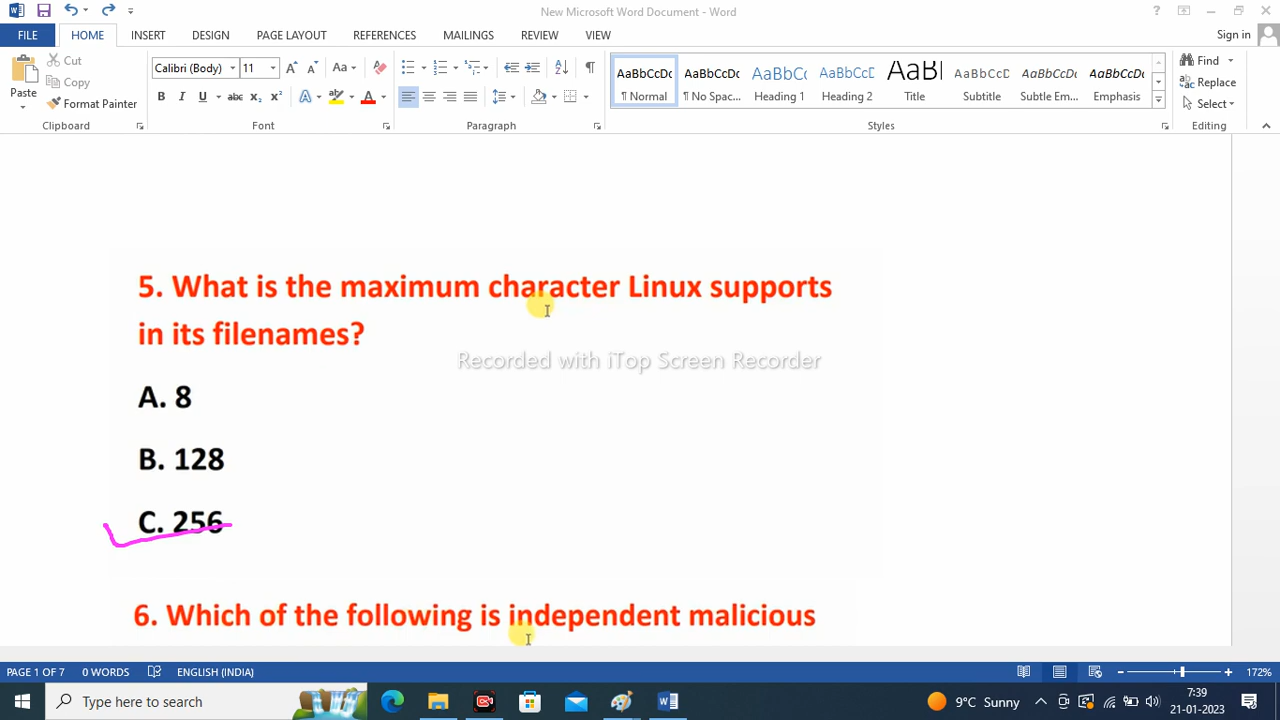 New Microsoft Word Document - Word
FILE HOME INSERT DESIGN PAGE LAYOUT REFERENCES MAILINGS REVIEW VIEW Sign in
Cut
Copy
Format Painter
Paste
Clipboard
Calibri (Body) 11
Font
Paragraph
AaBbCcDc AaBbCcDc AaBbCc AaBbCcC AaBl AaBbCcD AaBbCcDc AaBbCcDc
¶ Normal ¶ No Spac... Heading 1 Heading 2 Title Subtitle Subtle Em... Emphasis
Styles
Find
Replace
Select
Editing
5. What is the maximum character Linux supports
in its filenames?
Recorded with iTop Screen Recorder
A. 8
B. 128
C. 256
6. Which of the following is independent malicious
PAGE 1 OF 7 0 WORDS ENGLISH (INDIA) 172%
Type here to search 9°C Sunny 7:39
21-01-2023